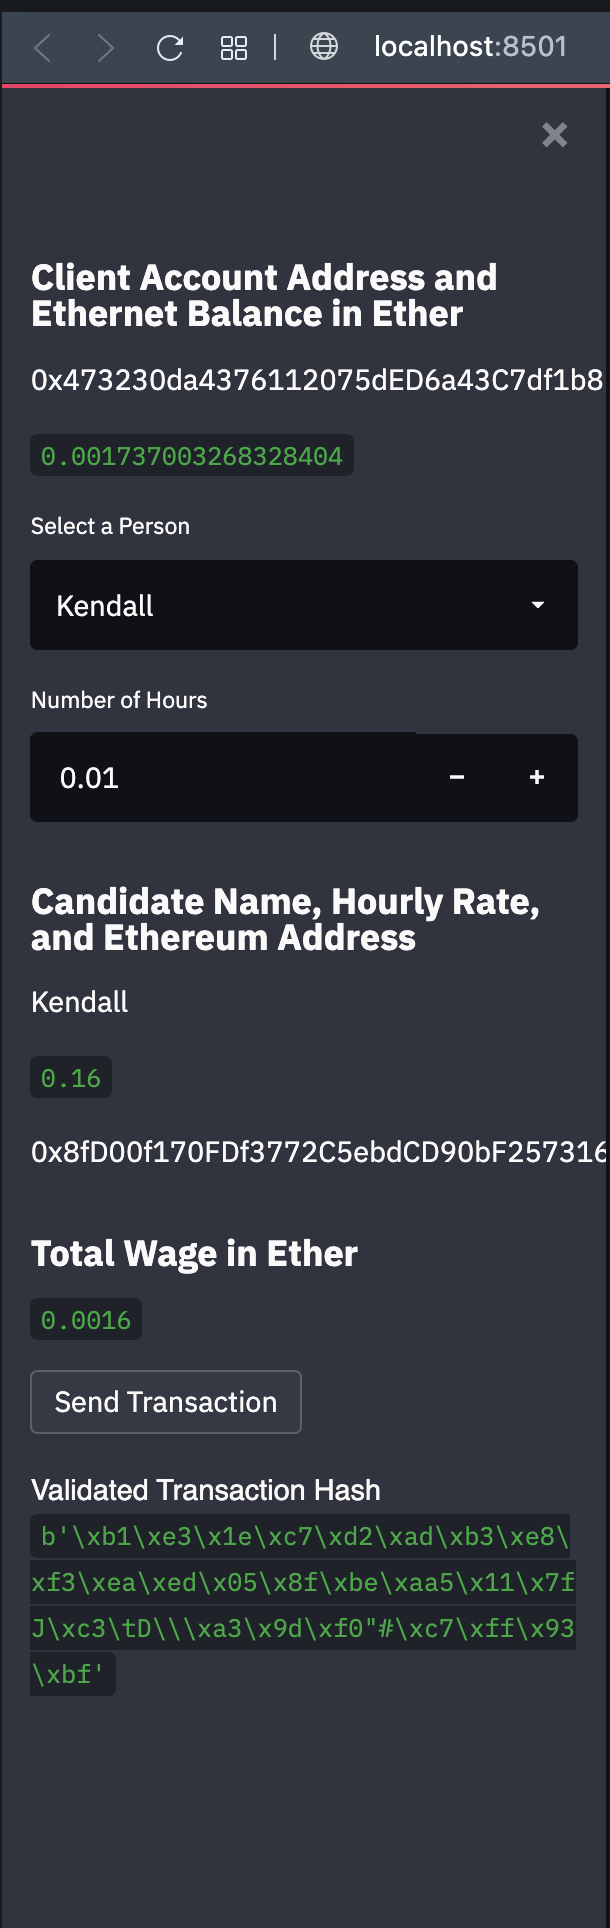 localhost:8501
Client Account Address and
Ethernet Balance in Ether
0x473230da4376112075dED6a43C7df1b8
0.001737003268328404
Select a Person
Kendall
Number of Hours
0.01
Candidate Name, Hourly Rate,
and Ethereum Address
Kendall
0.16
0x8fD00f170FDf3772C5ebdCD90bF257316
Total Wage in Ether
0.0016
Send Transaction
Validated Transaction Hash
b'\xb1\xe3\x1e\xc7\xd2\xad\xb3\xe8\
xf3\xea\xed\x05\x8f\xbe\xaa5\x11\x7f
J\xc3\tD\\\xa3\x9d\xf0"#\xc7\xff\x93
\xbf'